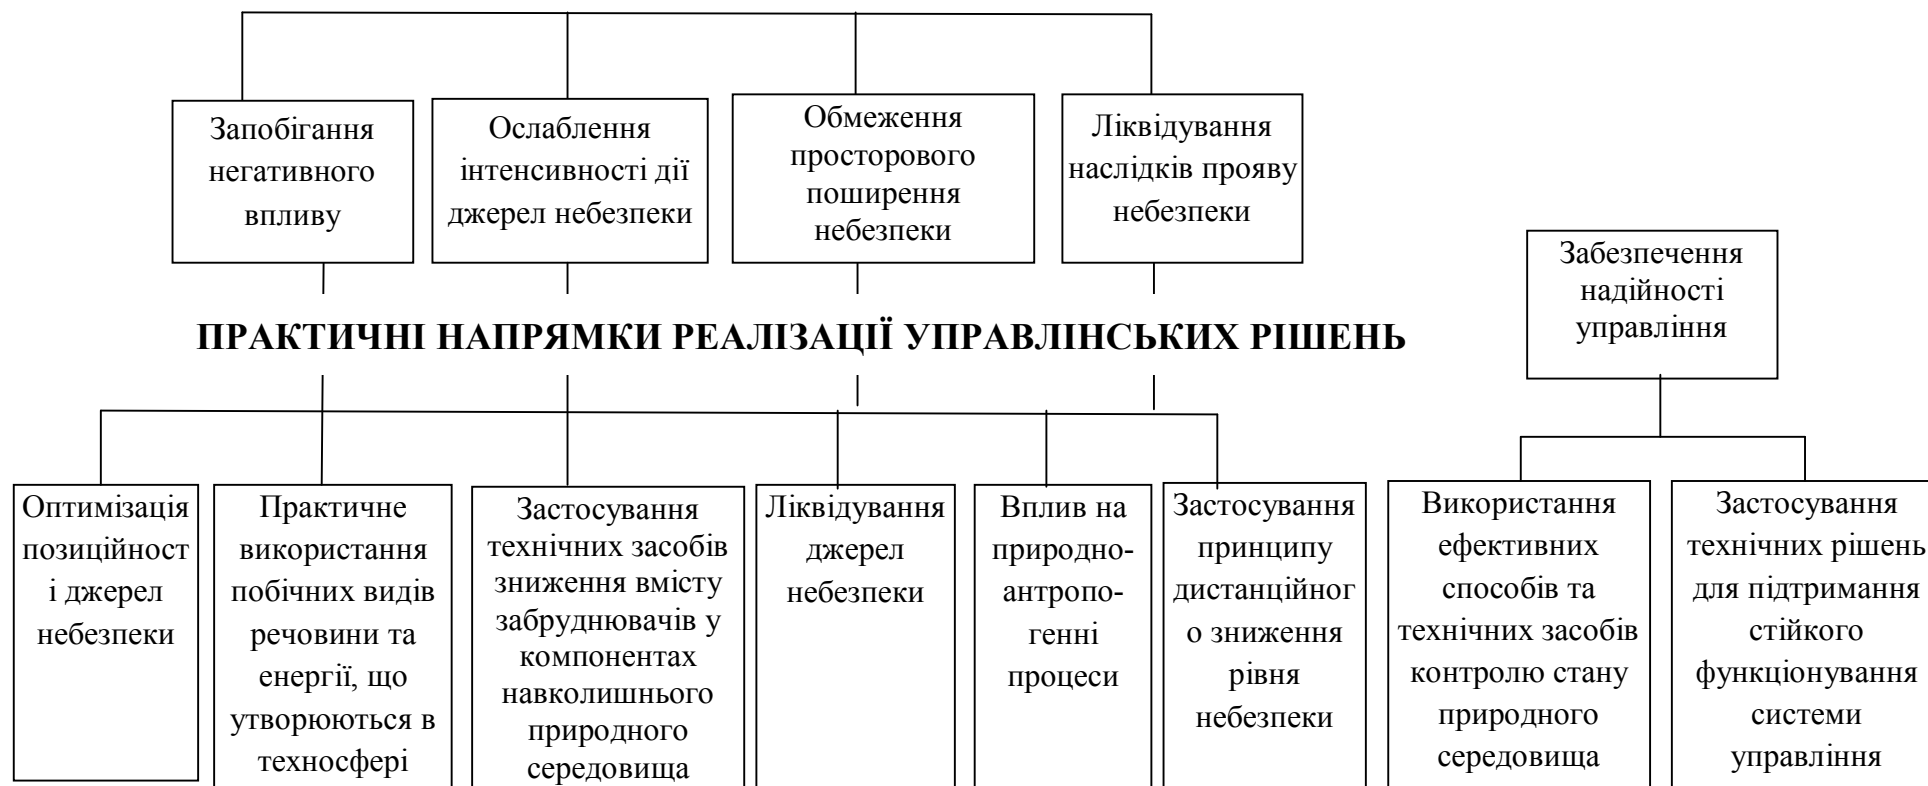 Запобігання
негативного
впливу
Ослаблення
інтенсивності дії
джерел небезпеки
Обмеження
просторового
поширення
небезпеки
Ліквідування
наслідків прояву
небезпеки
Забезпечення
надійності
управління
ПРАКТИЧНІ НАПРЯМКИ РЕАЛІЗАЦІЇ УПРАВЛІНСЬКИХ РІШЕНЬ
Оптимізація
позиційност
і джерел
небезпеки
Практичне
використання
побічних видів
речовини та
енергії, що
утворюються в
техносфері
Застосування
технічних засобів
зниження вмісту
забруднювачів у
компонентах
навколишнього
природного
середовища
Ліквідування
джерел
небезпеки
Вплив на
природно-
антропо-
генні
процеси
Застосування
принципу
дистанційног
о зниження
рівня
небезпеки
Використання
ефективних
способів та
технічних засобів
контролю стану
природного
середовища
Застосування
технічних рішень
для підтримання
стійкого
функціонування
системи
управління